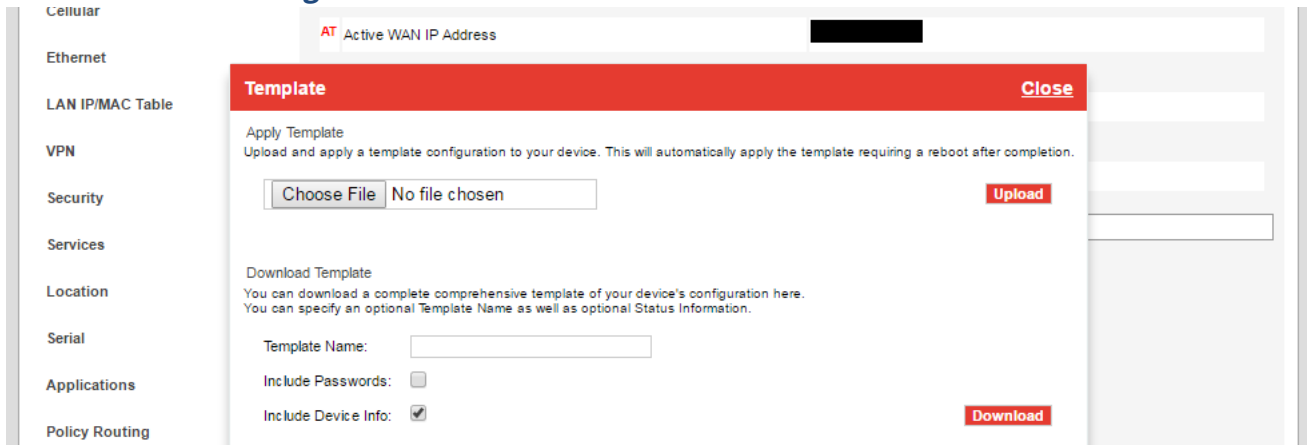 Cellular
AT Active WAN IP Address
Ethernet
LAN IP/MAC Table
VPN
Security
Services
Location
Serial
Applications
Policy Routing
Template Close
Apply Template
Upload and apply a template configuration to your device. This will automatically apply the template requiring a reboot after completion.
Choose File No file chosen
Upload
Download Template
You can download a complete comprehensive template of your device's configuration here.
You can specify an optional Template Name as well as optional Status Information.
Template Name:
Include Passwords:
Include Device Info:
Download